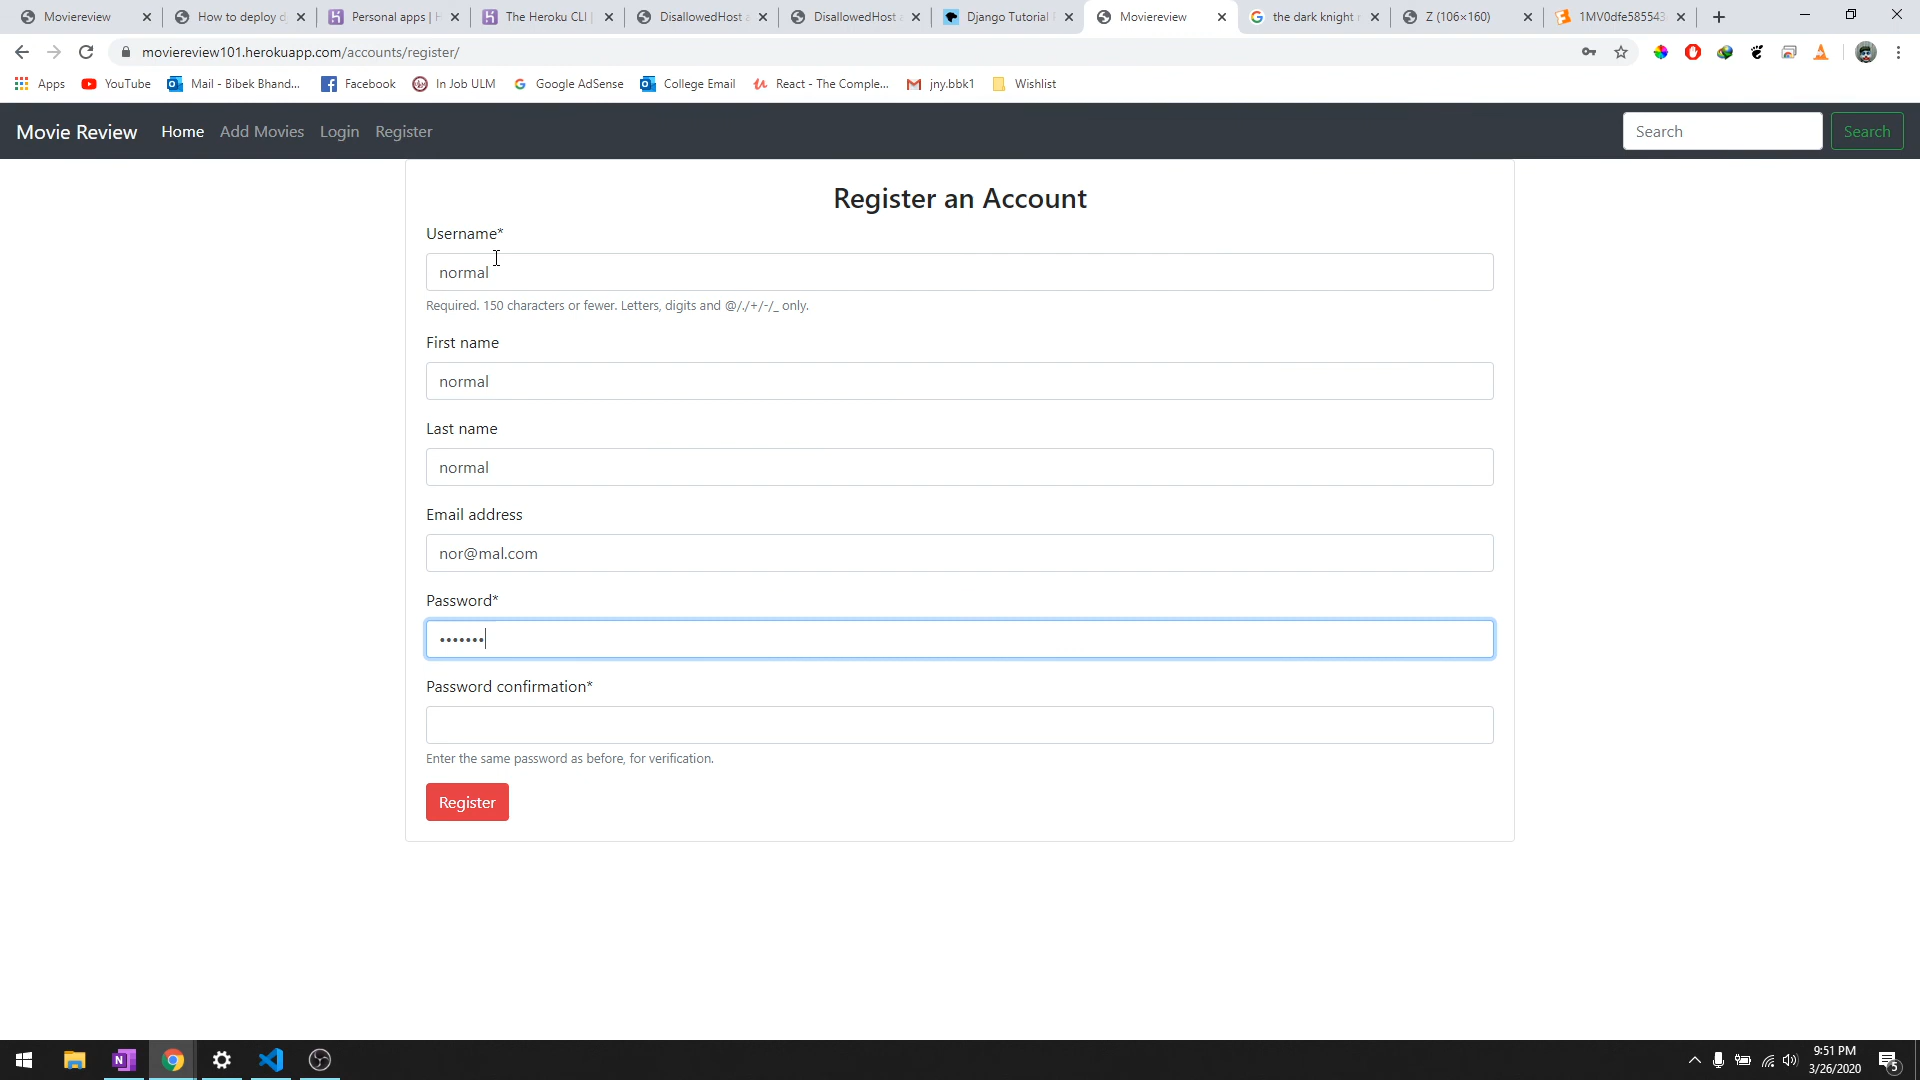 Moviereview
How to deploy d
Personal apps | H
The Heroku CLI |
DisallowedHost a
DisallowedHost a
Django Tutorial
Moviereview
the dark knight
Z (106×160)
1MV0dfe585543
moviereview101.herokuapp.com/accounts/register/
Apps YouTube Mail - Bibek Bhand... Facebook In Job ULM Google AdSense College Email React - The Comple... jny.bbk1 Wishlist
Movie Review Home Add Movies Login Register Search Search
Register an Account
Username*
normal
Required. 150 characters or fewer. Letters, digits and @/./+/-/_ only.
First name
normal
Last name
normal
Email address
nor@mal.com
Password*
•••••••
Password confirmation*
Enter the same password as before, for verification.
Register
9:51 PM
3/26/2020
5